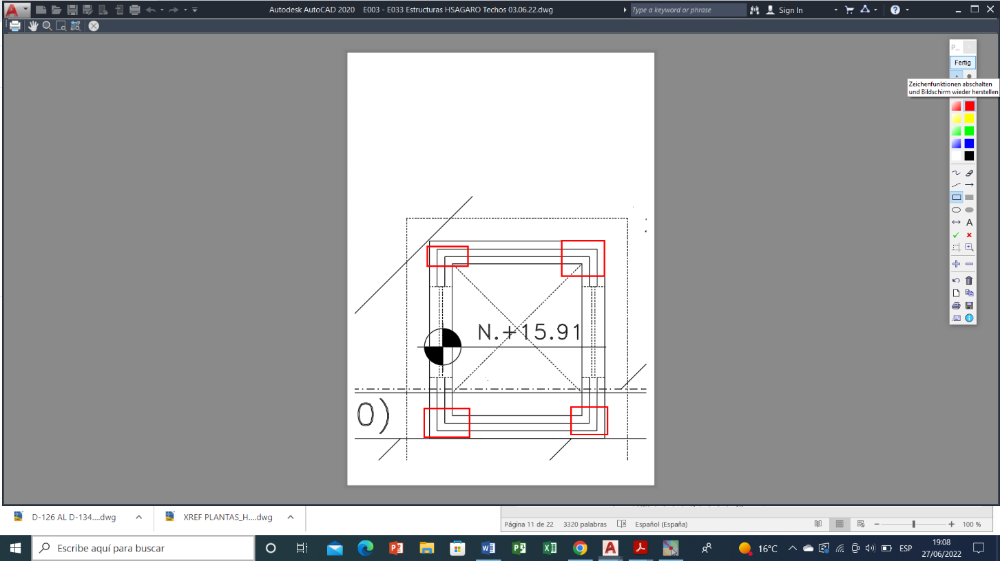 Autodesk AutoCAD 2020 E003 - E033 Estructuras HSAGARO Techos 03.06.22.dwg
Type a keyword or phrase
Sign In
P...
Fertig
Zeichenfunktionen abschalten
und Bildschirm wieder herstellen
A
N.+15.91
0)
D-126 AL D-134....dwg
XREF PLANTAS_H....dwg
Página 11 de 22 3320 palabras Español (España)
100 %
Escribe aquí para buscar
16°C
ESP
19:08
27/06/2022